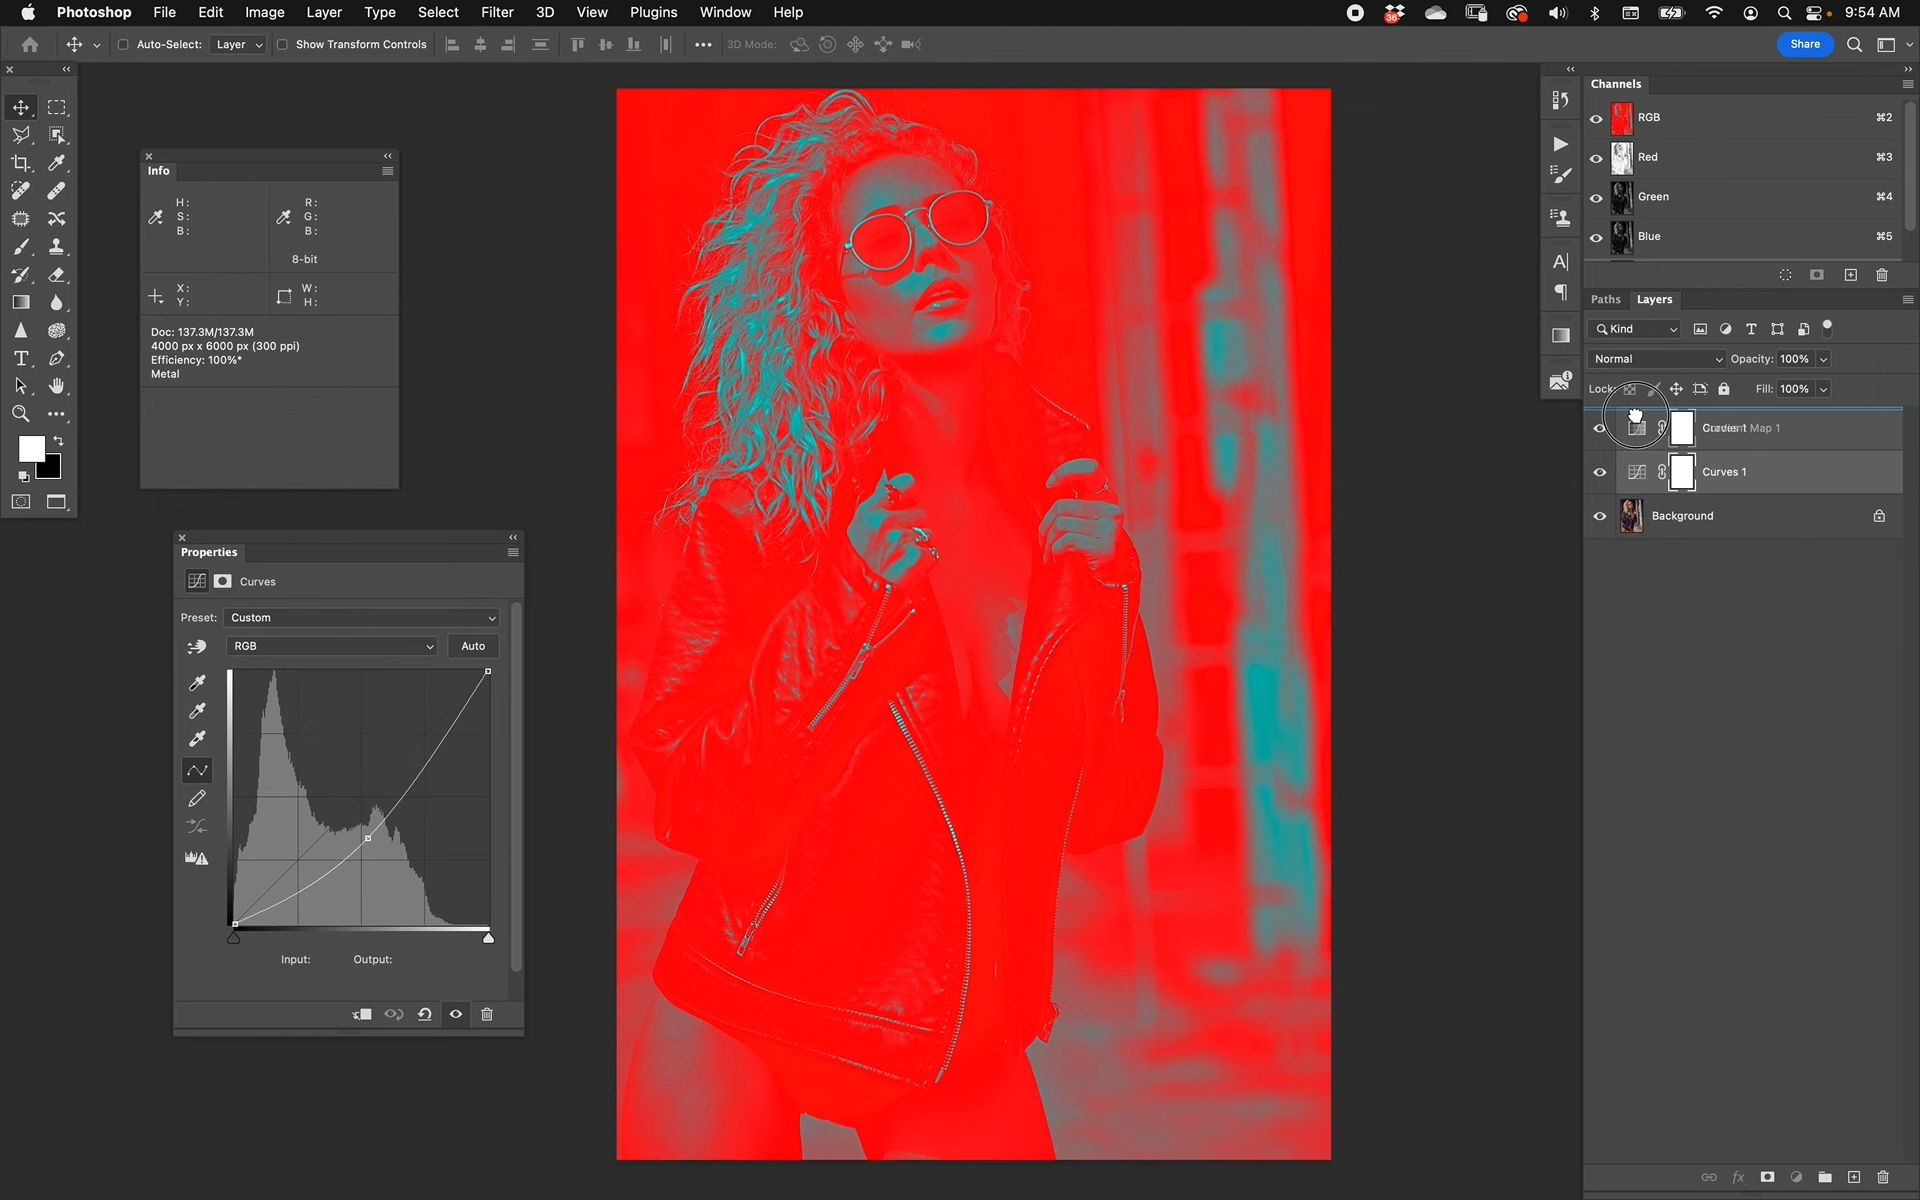 Photoshop File Edit Image Layer Type Select Filter 3D View Plugins Window Help 36 9:54 AM
Auto-Select: Layer Show Transform Controls 3D Mode: Share
Channels
RGB ⌘2
Red ⌘3
Green ⌘4
Blue ⌘5
Info
H: R:
S: G:
B: B:
8-bit
X: W:
Y: H:
Doc: 137.3M/137.3M
4000 px x 6000 px (300 ppi)
Efficiency: 100%*
Metal
Paths Layers
Kind
Normal Opacity: 100%
Lock: Fill: 100%
Map 1
Curves 1
Background
Properties
Curves
Preset: Custom
RGB Auto
Input: Output:
fx